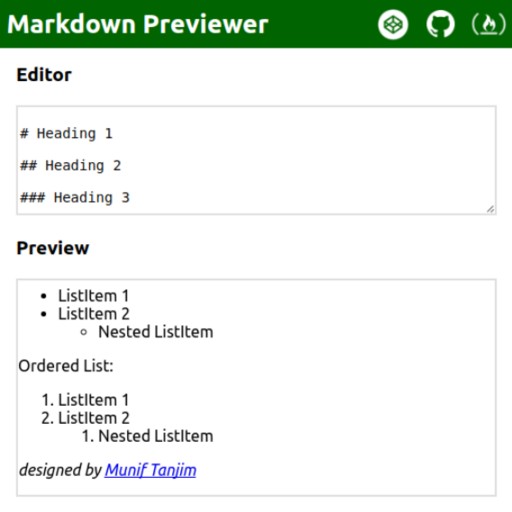 Markdown Previewer
Editor
# Heading 1
## Heading 2
### Heading 3
Preview
ListItem 1
ListItem 2
Nested ListItem
Ordered List:
1. ListItem 1
2. ListItem 2
1. Nested ListItem
designed by Munif Tanjim